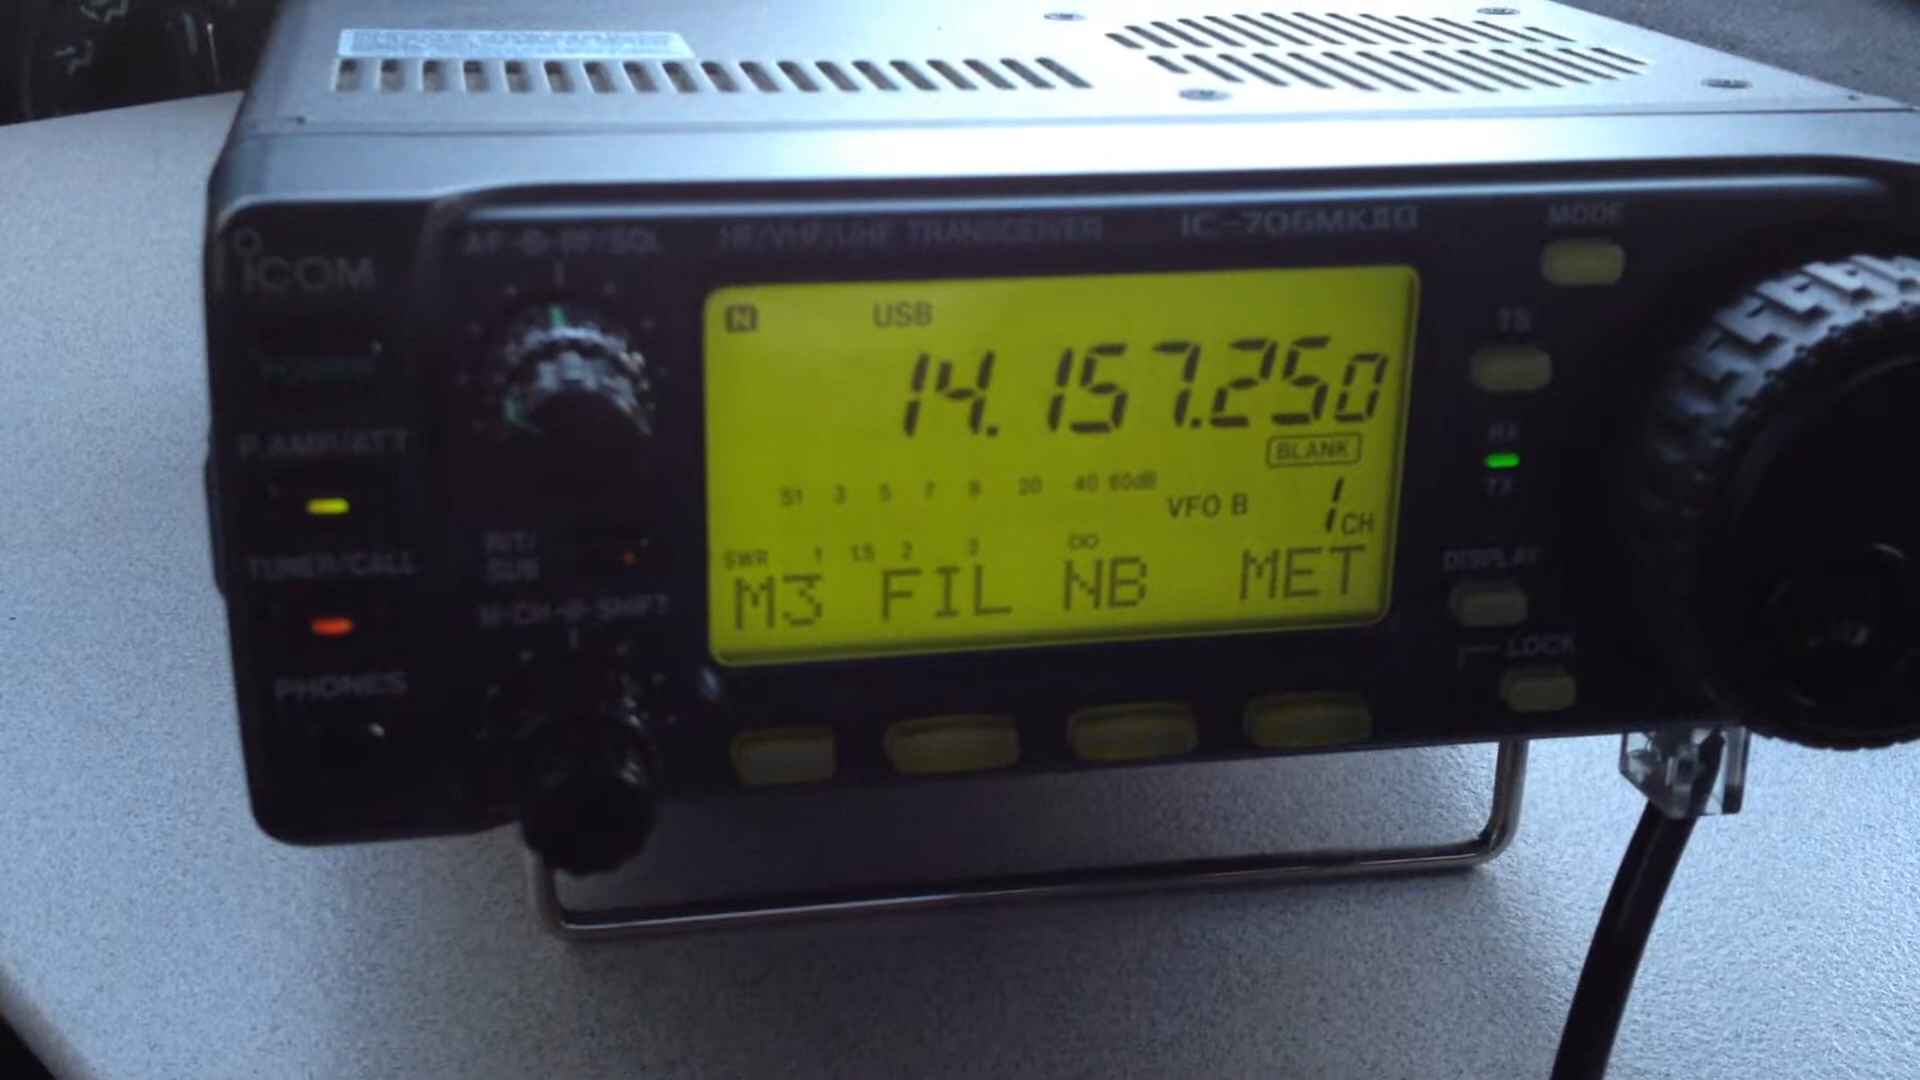 HF/VHF/UHF TRANSCEIVER IC-706MKIIG
MODE
AF-RF/SQL
ICOM
N USB
14.157.250
TS
POWER
BLANK
RX
P.AMP/ATT
S1 3 5 7 9 20 40 60dB
VFO B 1CH
TX
RIT/
SUB
SWR 1 1.5 2 3 ∞
TUNER/CALL
M3 FIL NB MET
DISPLAY
M-CH-SHIFT
LOCK
PHONES